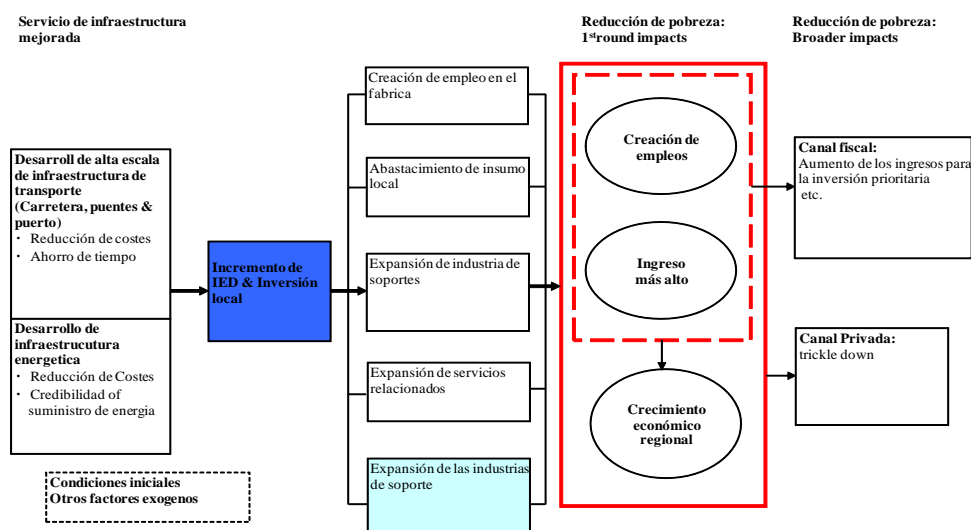 Servicio de infraestructura
mejorada
Reducción de pobreza:
1st round impacts
Reducción de pobreza:
Broader impacts
Desarroll de alta escala
de infraestructura de
transporte
(Carretera, puentes &
puerto)
・ Reducción de costes
・ Ahorro de tiempo
Desarrollo de
infraestrucutura
energetica
・ Reducción de Costes
・ Credibilidad of
suministro de energia
Condiciones iniciales
Otros factores exogenos
Incremento de
IED & Inversión
local
Creación de empleo en el
fabrica
Abastacimiento de insumo
local
Expansión de industria de
soportes
Expansión de servicios
relacionados
Expansión de las industrias
de soporte
Creación de
empleos
Ingreso
más alto
Crecimiento
económico
regional
Canal fiscal:
Aumento de los ingresos para
la inversión prioritaria
etc.
Canal Privada:
trickle down